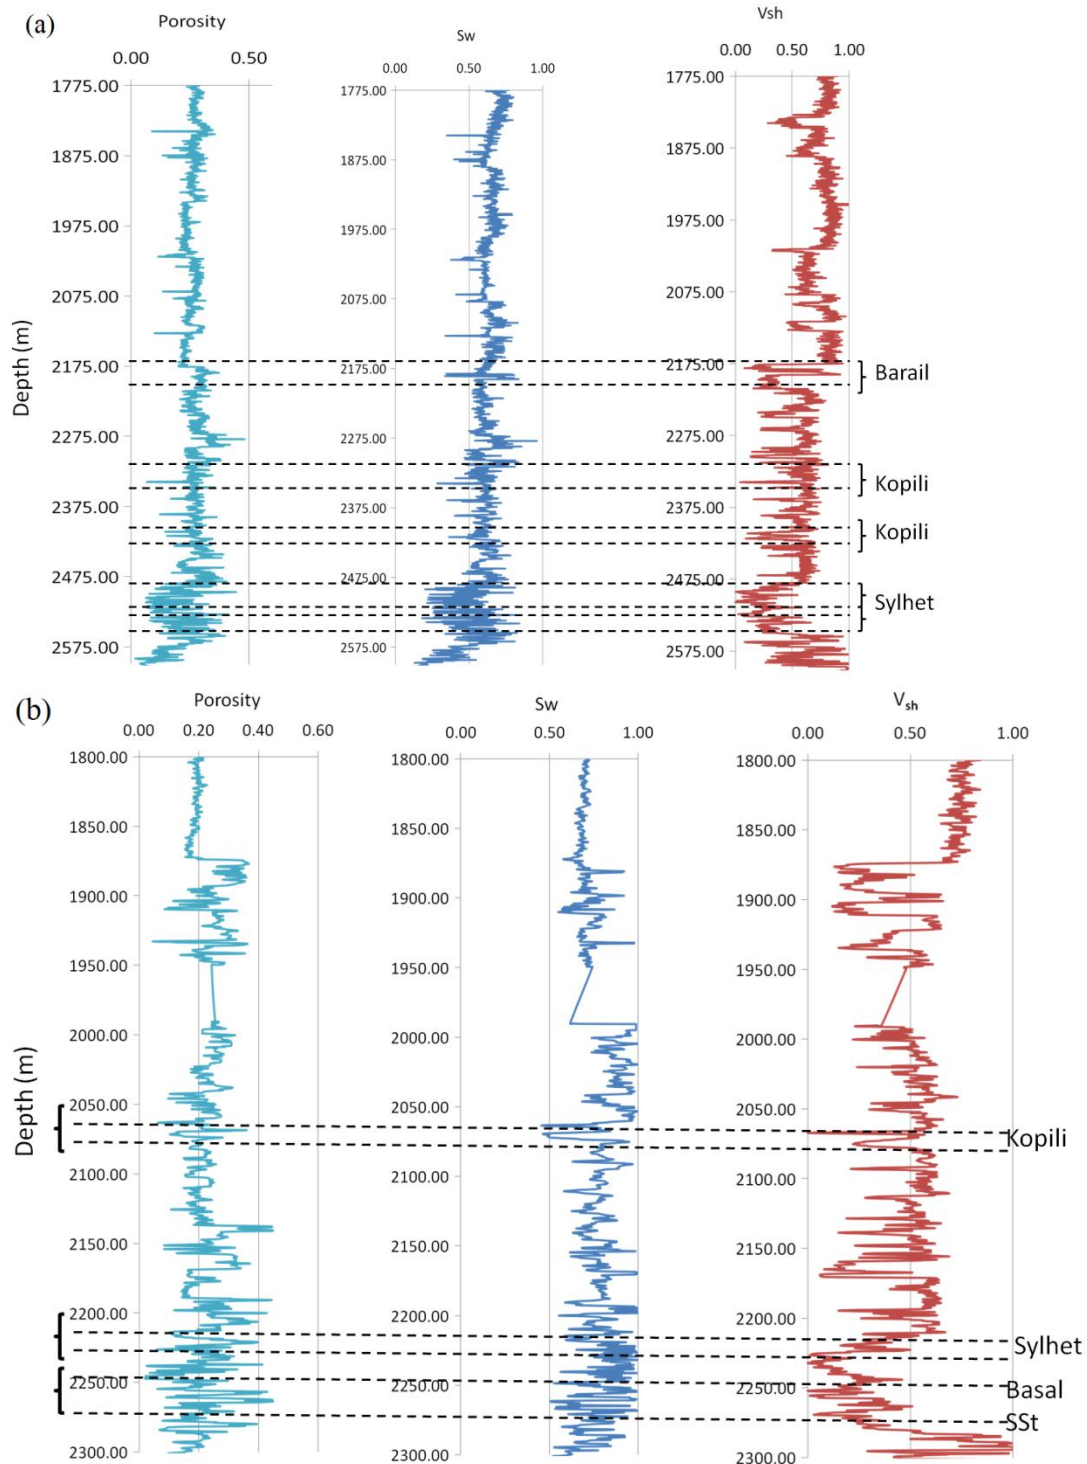 (a)
Porosity
Sw
Vsh
0.00 0.50
0.00 0.50 1.00
0.00 0.50 1.00
Depth (m)
1775.00
1875.00
1975.00
2075.00
2175.00
2275.00
2375.00
2475.00
2575.00
1775.00
1875.00
1975.00
2075.00
2175.00
2275.00
2375.00
2475.00
2575.00
1775.00
1875.00
1975.00
2075.00
2175.00
2275.00
2375.00
2475.00
2575.00
Barail
Kopili
Kopili
Sylhet
(b)
Porosity
Sw
Vsh
0.00 0.20 0.40 0.60
0.00 0.50 1.00
0.00 0.50 1.00
Depth (m)
1800.00
1850.00
1900.00
1950.00
2000.00
2050.00
2100.00
2150.00
2200.00
2250.00
2300.00
1800.00
1850.00
1900.00
1950.00
2000.00
2050.00
2100.00
2150.00
2200.00
2250.00
2300.00
1800.00
1850.00
1900.00
1950.00
2000.00
2050.00
2100.00
2150.00
2200.00
2250.00
2300.00
Kopili
Sylhet
Basal
SSt